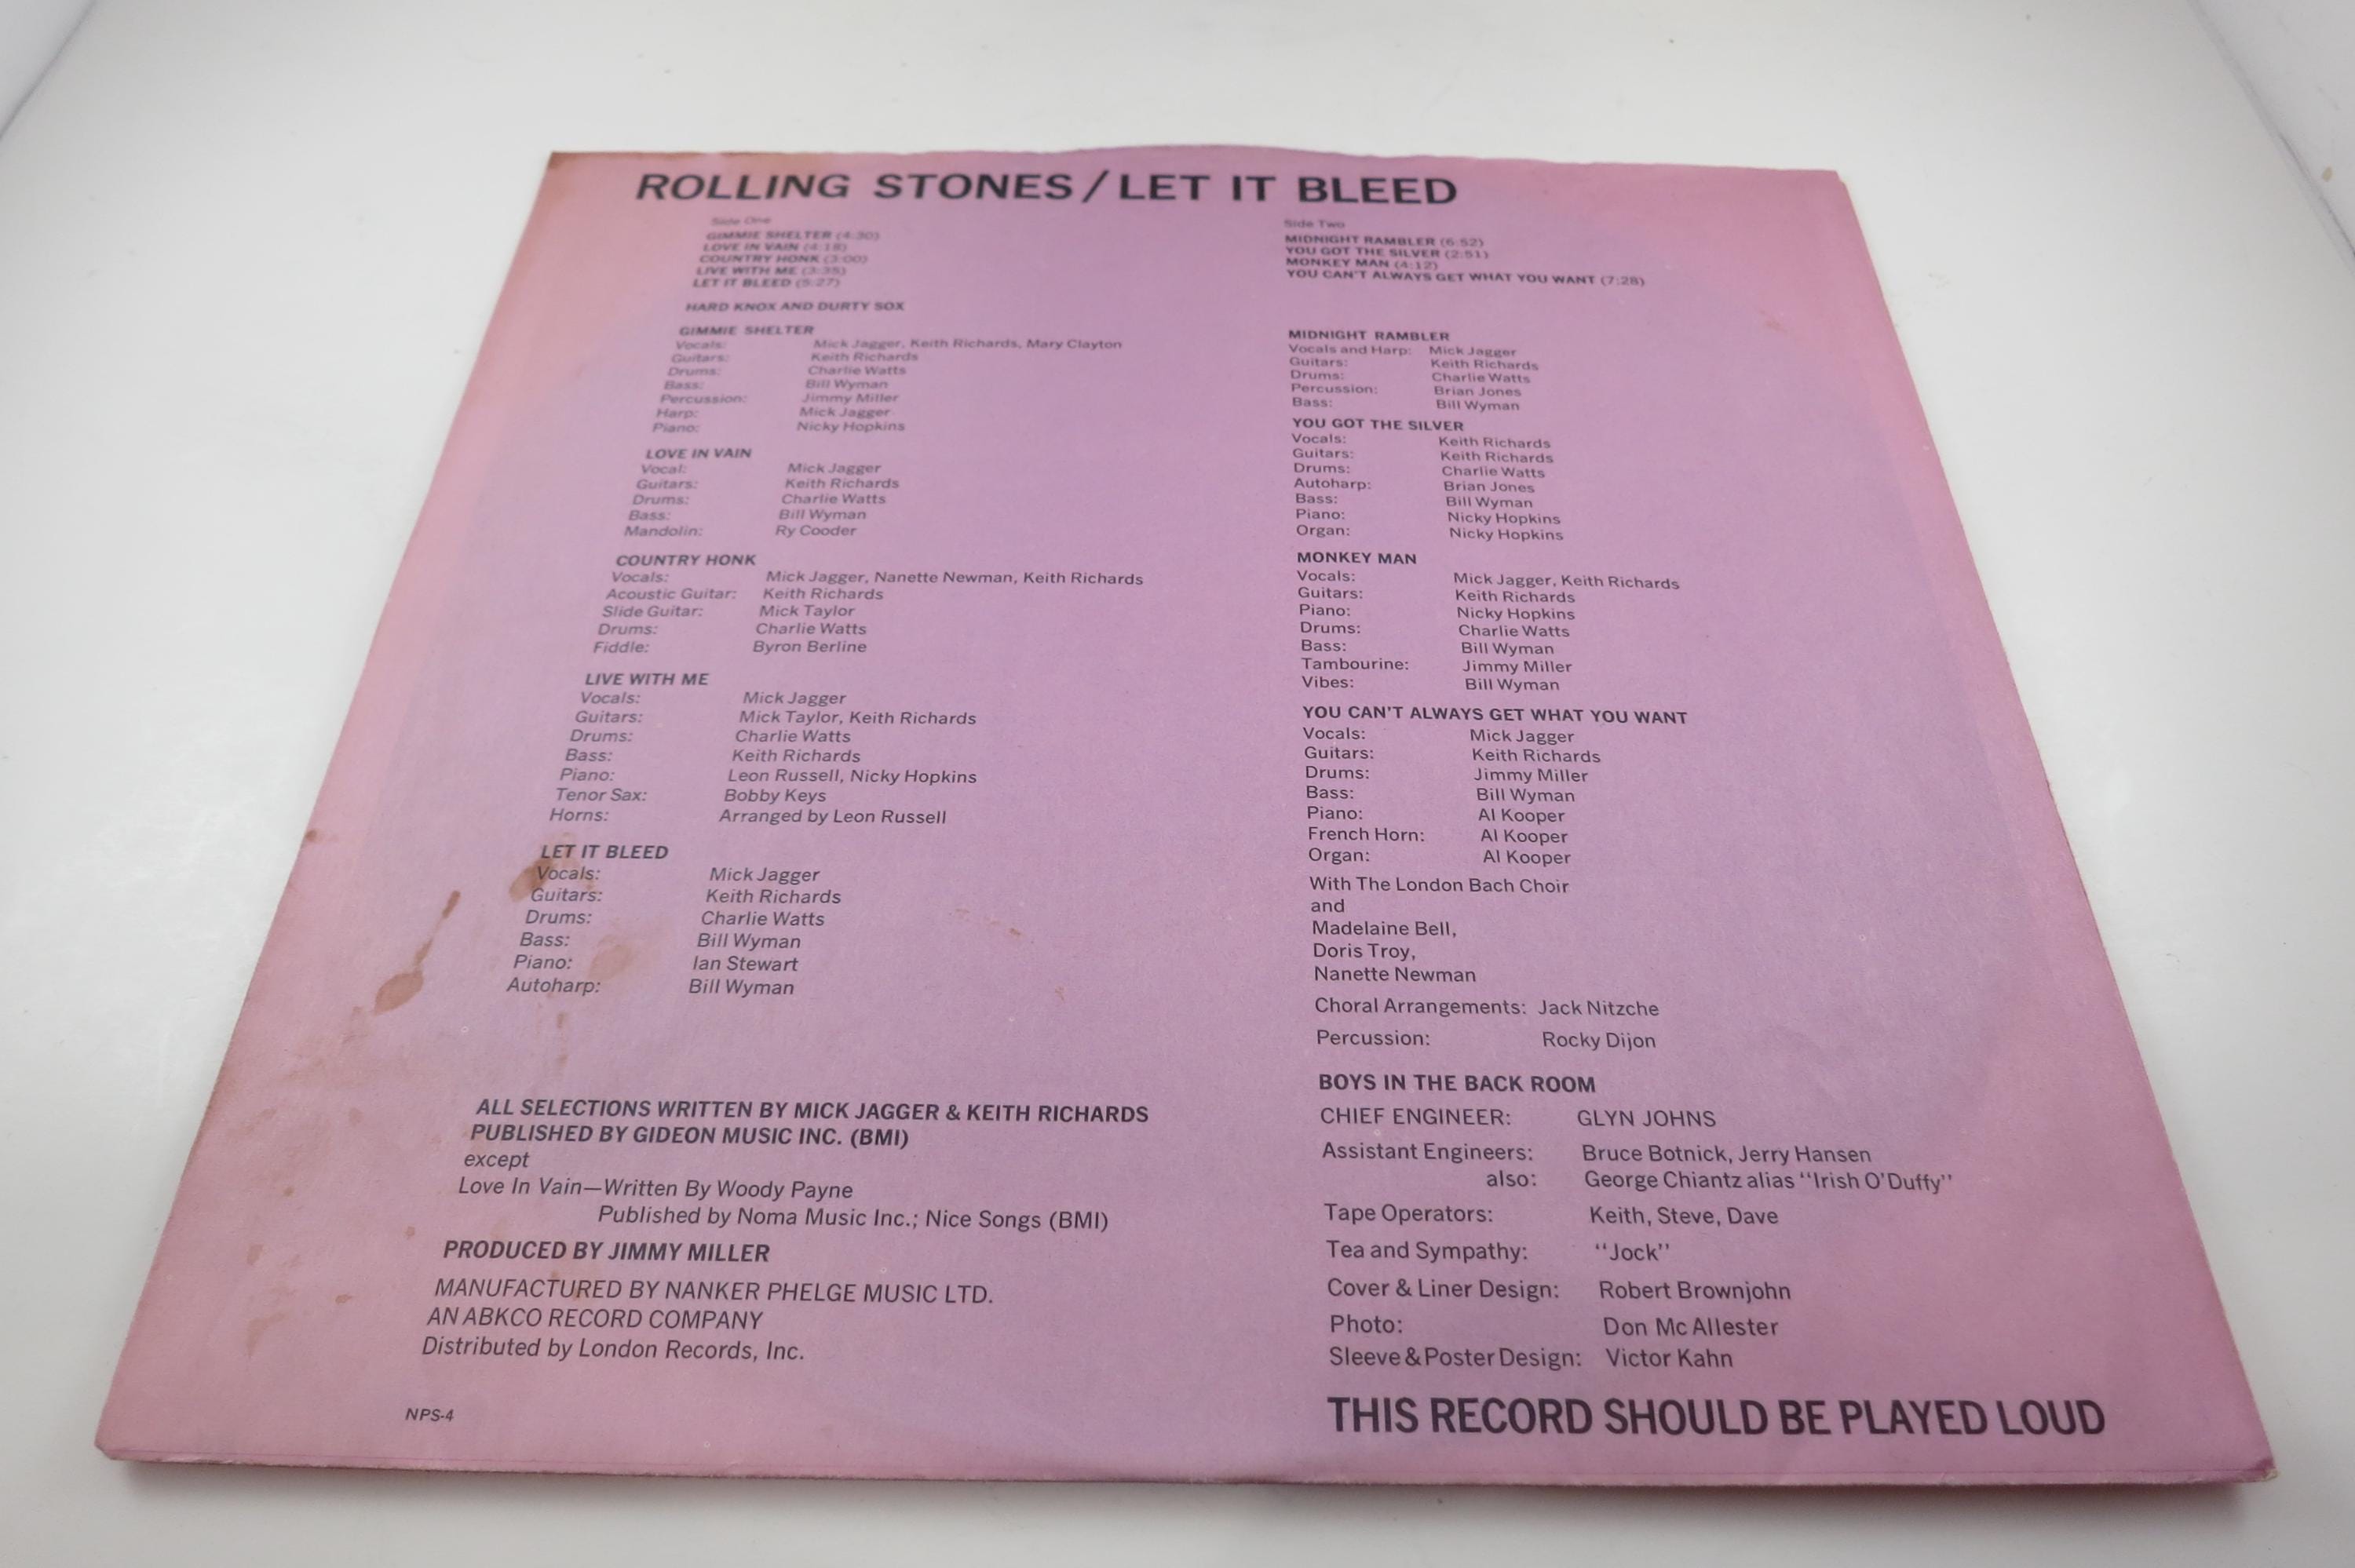 ROLLING STONES / LET IT BLEED
Side One
GIMMIE SHELTER (4:30)
LOVE IN VAIN (4:18)
COUNTRY HONK (3:00)
LIVE WITH ME (3:35)
LET IT BLEED (5:27)
HARD KNOX AND DURTY SOX
GIMMIE SHELTER
Vocals: Mick Jagger, Keith Richards, Mary Clayton
Guitars: Keith Richards
Drums: Charlie Watts
Bass: Bill Wyman
Percussion: Jimmy Miller
Harp: Mick Jagger
Piano: Nicky Hopkins
LOVE IN VAIN
Vocal: Mick Jagger
Guitars: Keith Richards
Drums: Charlie Watts
Bass: Bill Wyman
Mandolin: Ry Cooder
COUNTRY HONK
Vocals: Mick Jagger, Nanette Newman, Keith Richards
Acoustic Guitar: Keith Richards
Slide Guitar: Mick Taylor
Drums: Charlie Watts
Fiddle: Byron Berline
LIVE WITH ME
Vocals: Mick Jagger
Guitars: Mick Taylor, Keith Richards
Drums: Charlie Watts
Bass: Keith Richards
Piano: Leon Russell, Nicky Hopkins
Tenor Sax: Bobby Keys
Horns: Arranged by Leon Russell
LET IT BLEED
Vocals: Mick Jagger
Guitars: Keith Richards
Drums: Charlie Watts
Bass: Bill Wyman
Piano: Ian Stewart
Autoharp: Bill Wyman
ALL SELECTIONS WRITTEN BY MICK JAGGER & KEITH RICHARDS
PUBLISHED BY GIDEON MUSIC INC. (BMI)
except
Love In Vain—Written By Woody Payne
Published by Noma Music Inc.; Nice Songs (BMI)
PRODUCED BY JIMMY MILLER
MANUFACTURED BY NANKER PHELGE MUSIC LTD.
AN ABKCO RECORD COMPANY
Distributed by London Records, Inc.
NPS-4
Side Two
MIDNIGHT RAMBLER (6:52)
YOU GOT THE SILVER (2:51)
MONKEY MAN (4:12)
YOU CAN'T ALWAYS GET WHAT YOU WANT (7:28)
MIDNIGHT RAMBLER
Vocals and Harp: Mick Jagger
Guitars: Keith Richards
Drums: Charlie Watts
Percussion: Brian Jones
Bass: Bill Wyman
YOU GOT THE SILVER
Vocals: Keith Richards
Guitars: Keith Richards
Drums: Charlie Watts
Autoharp: Brian Jones
Bass: Bill Wyman
Piano: Nicky Hopkins
Organ: Nicky Hopkins
MONKEY MAN
Vocals: Mick Jagger, Keith Richards
Guitars: Keith Richards
Piano: Nicky Hopkins
Drums: Charlie Watts
Bass: Bill Wyman
Tambourine: Jimmy Miller
Vibes: Bill Wyman
YOU CAN'T ALWAYS GET WHAT YOU WANT
Vocals: Mick Jagger
Guitars: Keith Richards
Drums: Jimmy Miller
Bass: Bill Wyman
Piano: Al Kooper
French Horn: Al Kooper
Organ: Al Kooper
With The London Bach Choir
and
Madelaine Bell,
Doris Troy,
Nanette Newman
Choral Arrangements: Jack Nitzche
Percussion: Rocky Dijon
BOYS IN THE BACK ROOM
CHIEF ENGINEER: GLYN JOHNS
Assistant Engineers: Bruce Botnick, Jerry Hansen
also: George Chiantz alias "Irish O'Duffy"
Tape Operators: Keith, Steve, Dave
Tea and Sympathy: "Jock"
Cover & Liner Design: Robert Brownjohn
Photo: Don McAllester
Sleeve & Poster Design: Victor Kahn
THIS RECORD SHOULD BE PLAYED LOUD